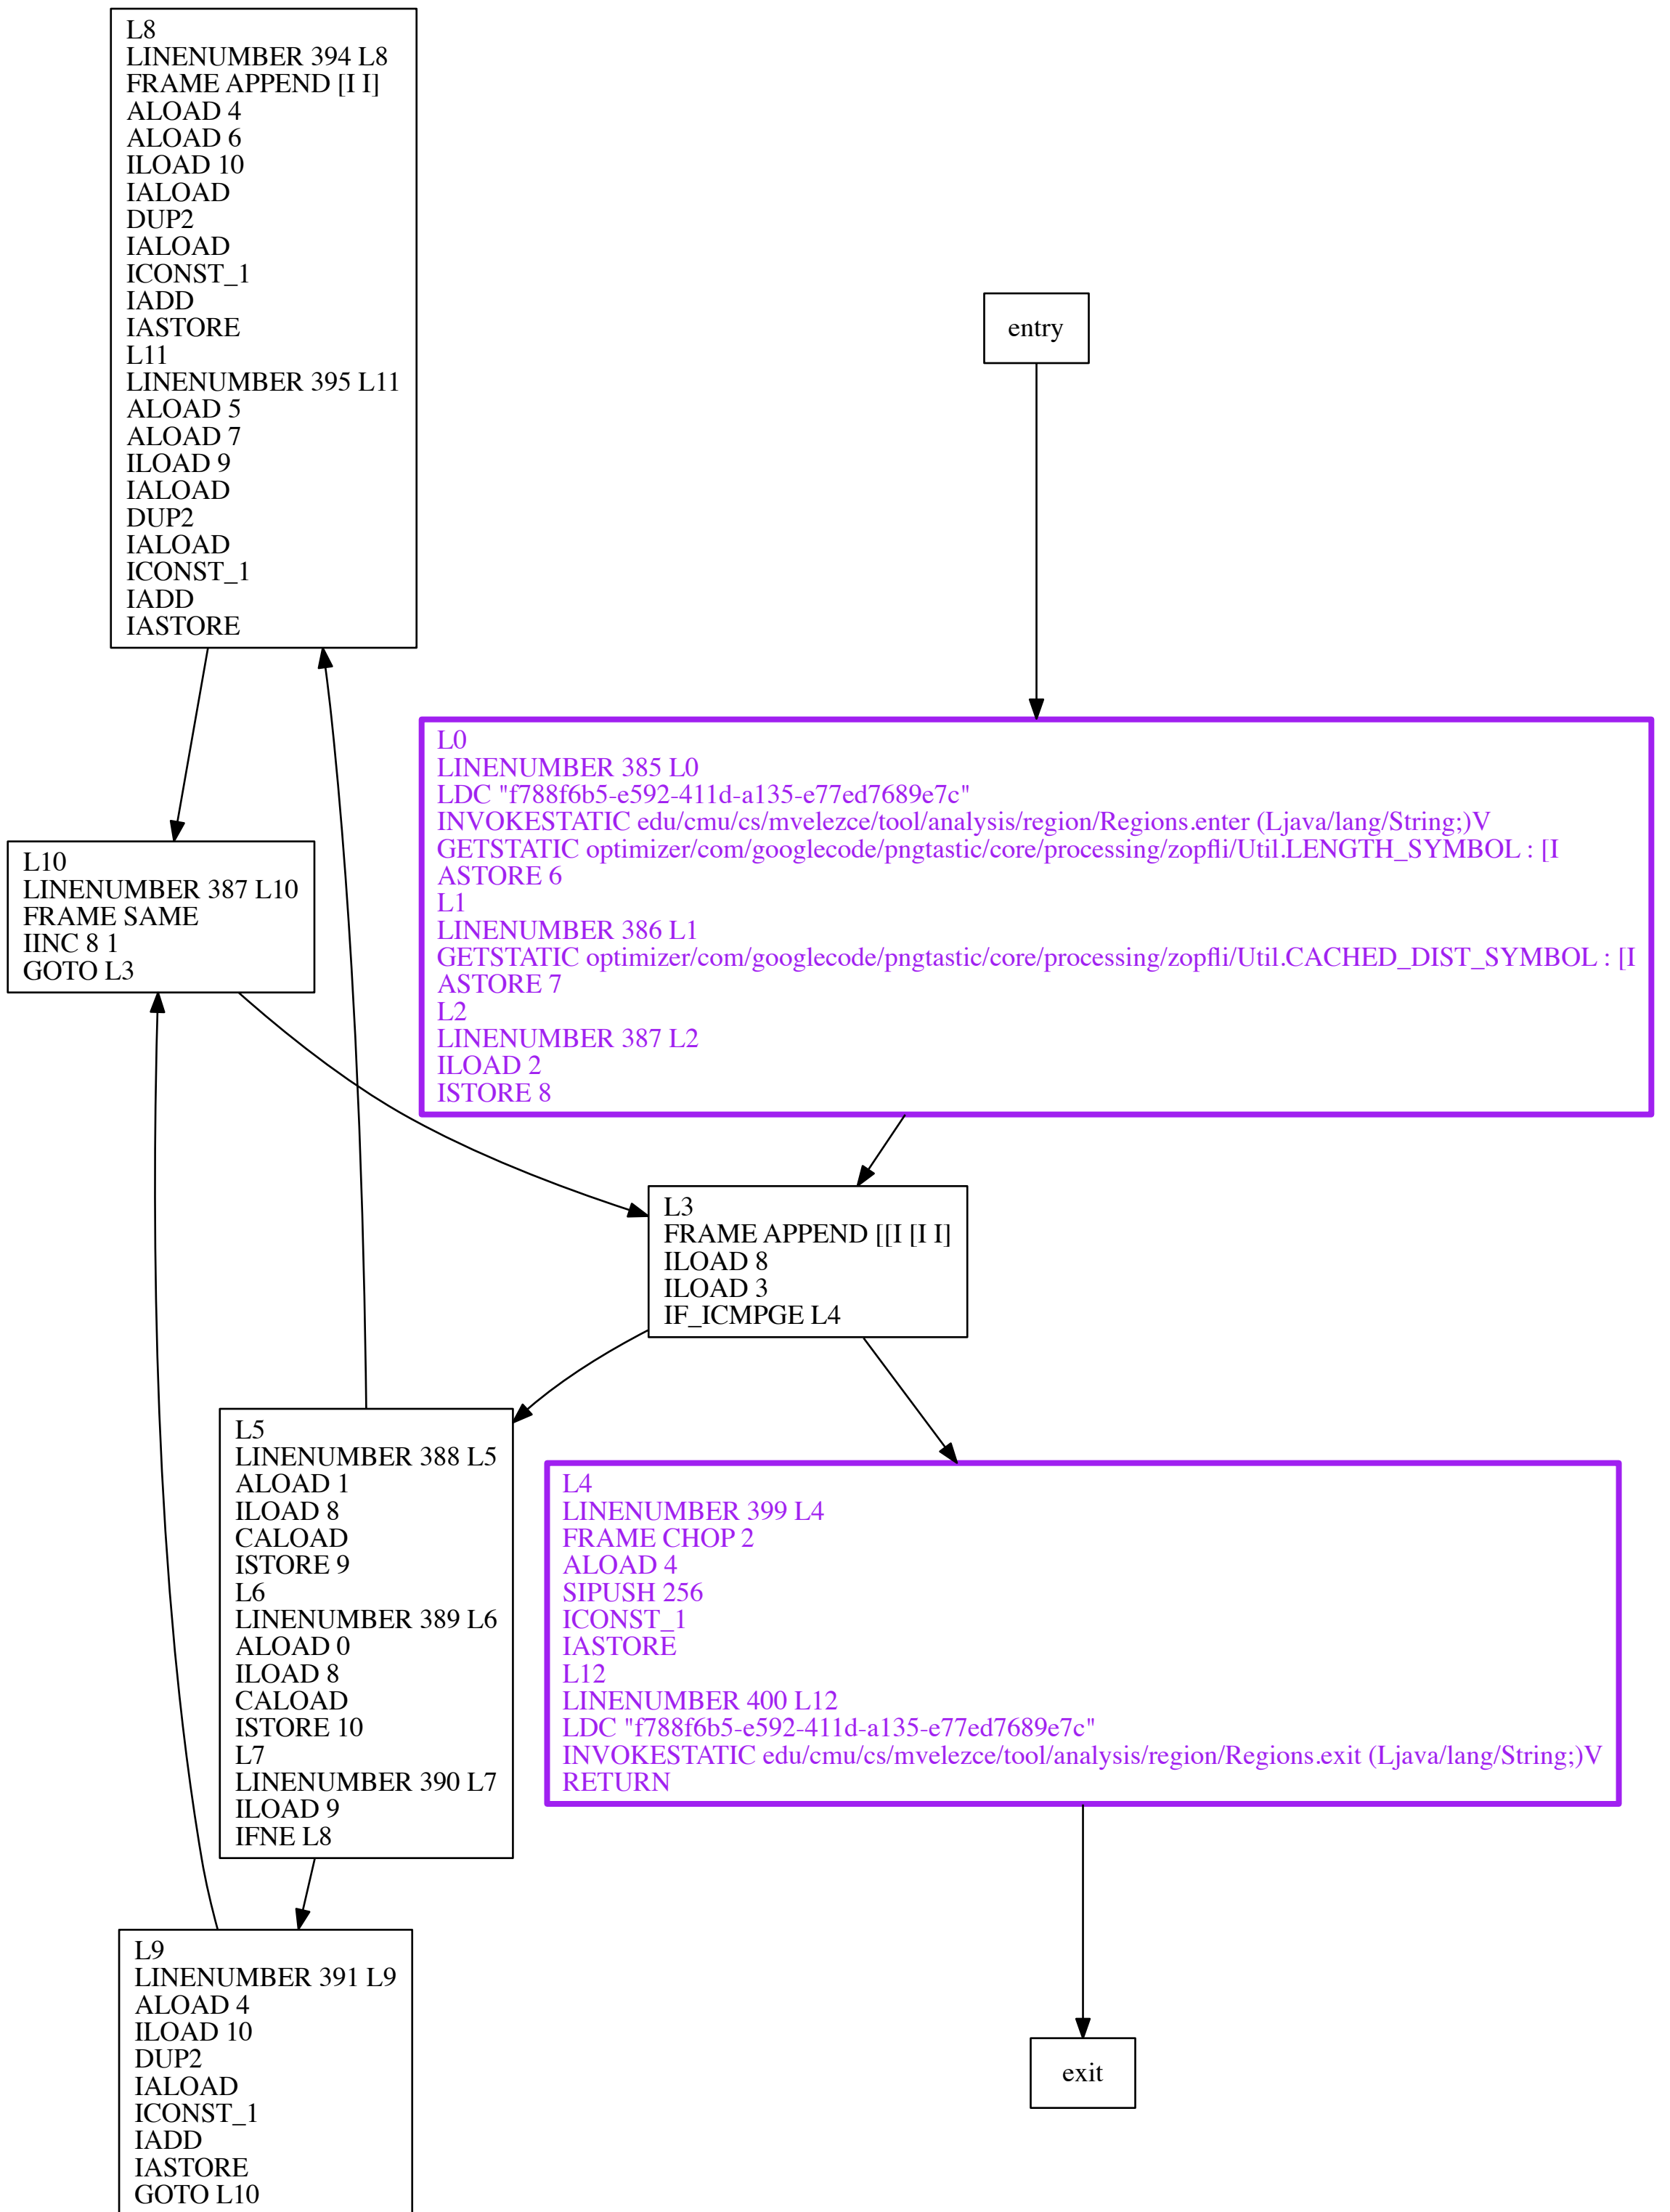 L8
LINENUMBER 394 L8
FRAME APPEND [I I]
ALOAD 4
ALOAD 6
ILOAD 10
IALOAD
DUP2
IALOAD
ICONST_1
IADD
IASTORE
L11
LINENUMBER 395 L11
ALOAD 5
ALOAD 7
ILOAD 9
IALOAD
DUP2
IALOAD
ICONST_1
IADD
IASTORE
entry
L0
LINENUMBER 385 L0
LDC "f788f6b5-e592-411d-a135-e77ed7689e7c"
INVOKESTATIC edu/cmu/cs/mvelezce/tool/analysis/region/Regions.enter (Ljava/lang/String;)V
GETSTATIC optimizer/com/googlecode/pngtastic/core/processing/zopfli/Util.LENGTH_SYMBOL : [I
ASTORE 6
L1
LINENUMBER 386 L1
GETSTATIC optimizer/com/googlecode/pngtastic/core/processing/zopfli/Util.CACHED_DIST_SYMBOL : [I
ASTORE 7
L2
LINENUMBER 387 L2
ILOAD 2
ISTORE 8
L10
LINENUMBER 387 L10
FRAME SAME
IINC 8 1
GOTO L3
L3
FRAME APPEND [[I [I I]
ILOAD 8
ILOAD 3
IF_ICMPGE L4
L5
LINENUMBER 388 L5
ALOAD 1
ILOAD 8
CALOAD
ISTORE 9
L6
LINENUMBER 389 L6
ALOAD 0
ILOAD 8
CALOAD
ISTORE 10
L7
LINENUMBER 390 L7
ILOAD 9
IFNE L8
L4
LINENUMBER 399 L4
FRAME CHOP 2
ALOAD 4
SIPUSH 256
ICONST_1
IASTORE
L12
LINENUMBER 400 L12
LDC "f788f6b5-e592-411d-a135-e77ed7689e7c"
INVOKESTATIC edu/cmu/cs/mvelezce/tool/analysis/region/Regions.exit (Ljava/lang/String;)V
RETURN
L9
LINENUMBER 391 L9
ALOAD 4
ILOAD 10
DUP2
IALOAD
ICONST_1
IADD
IASTORE
GOTO L10
exit